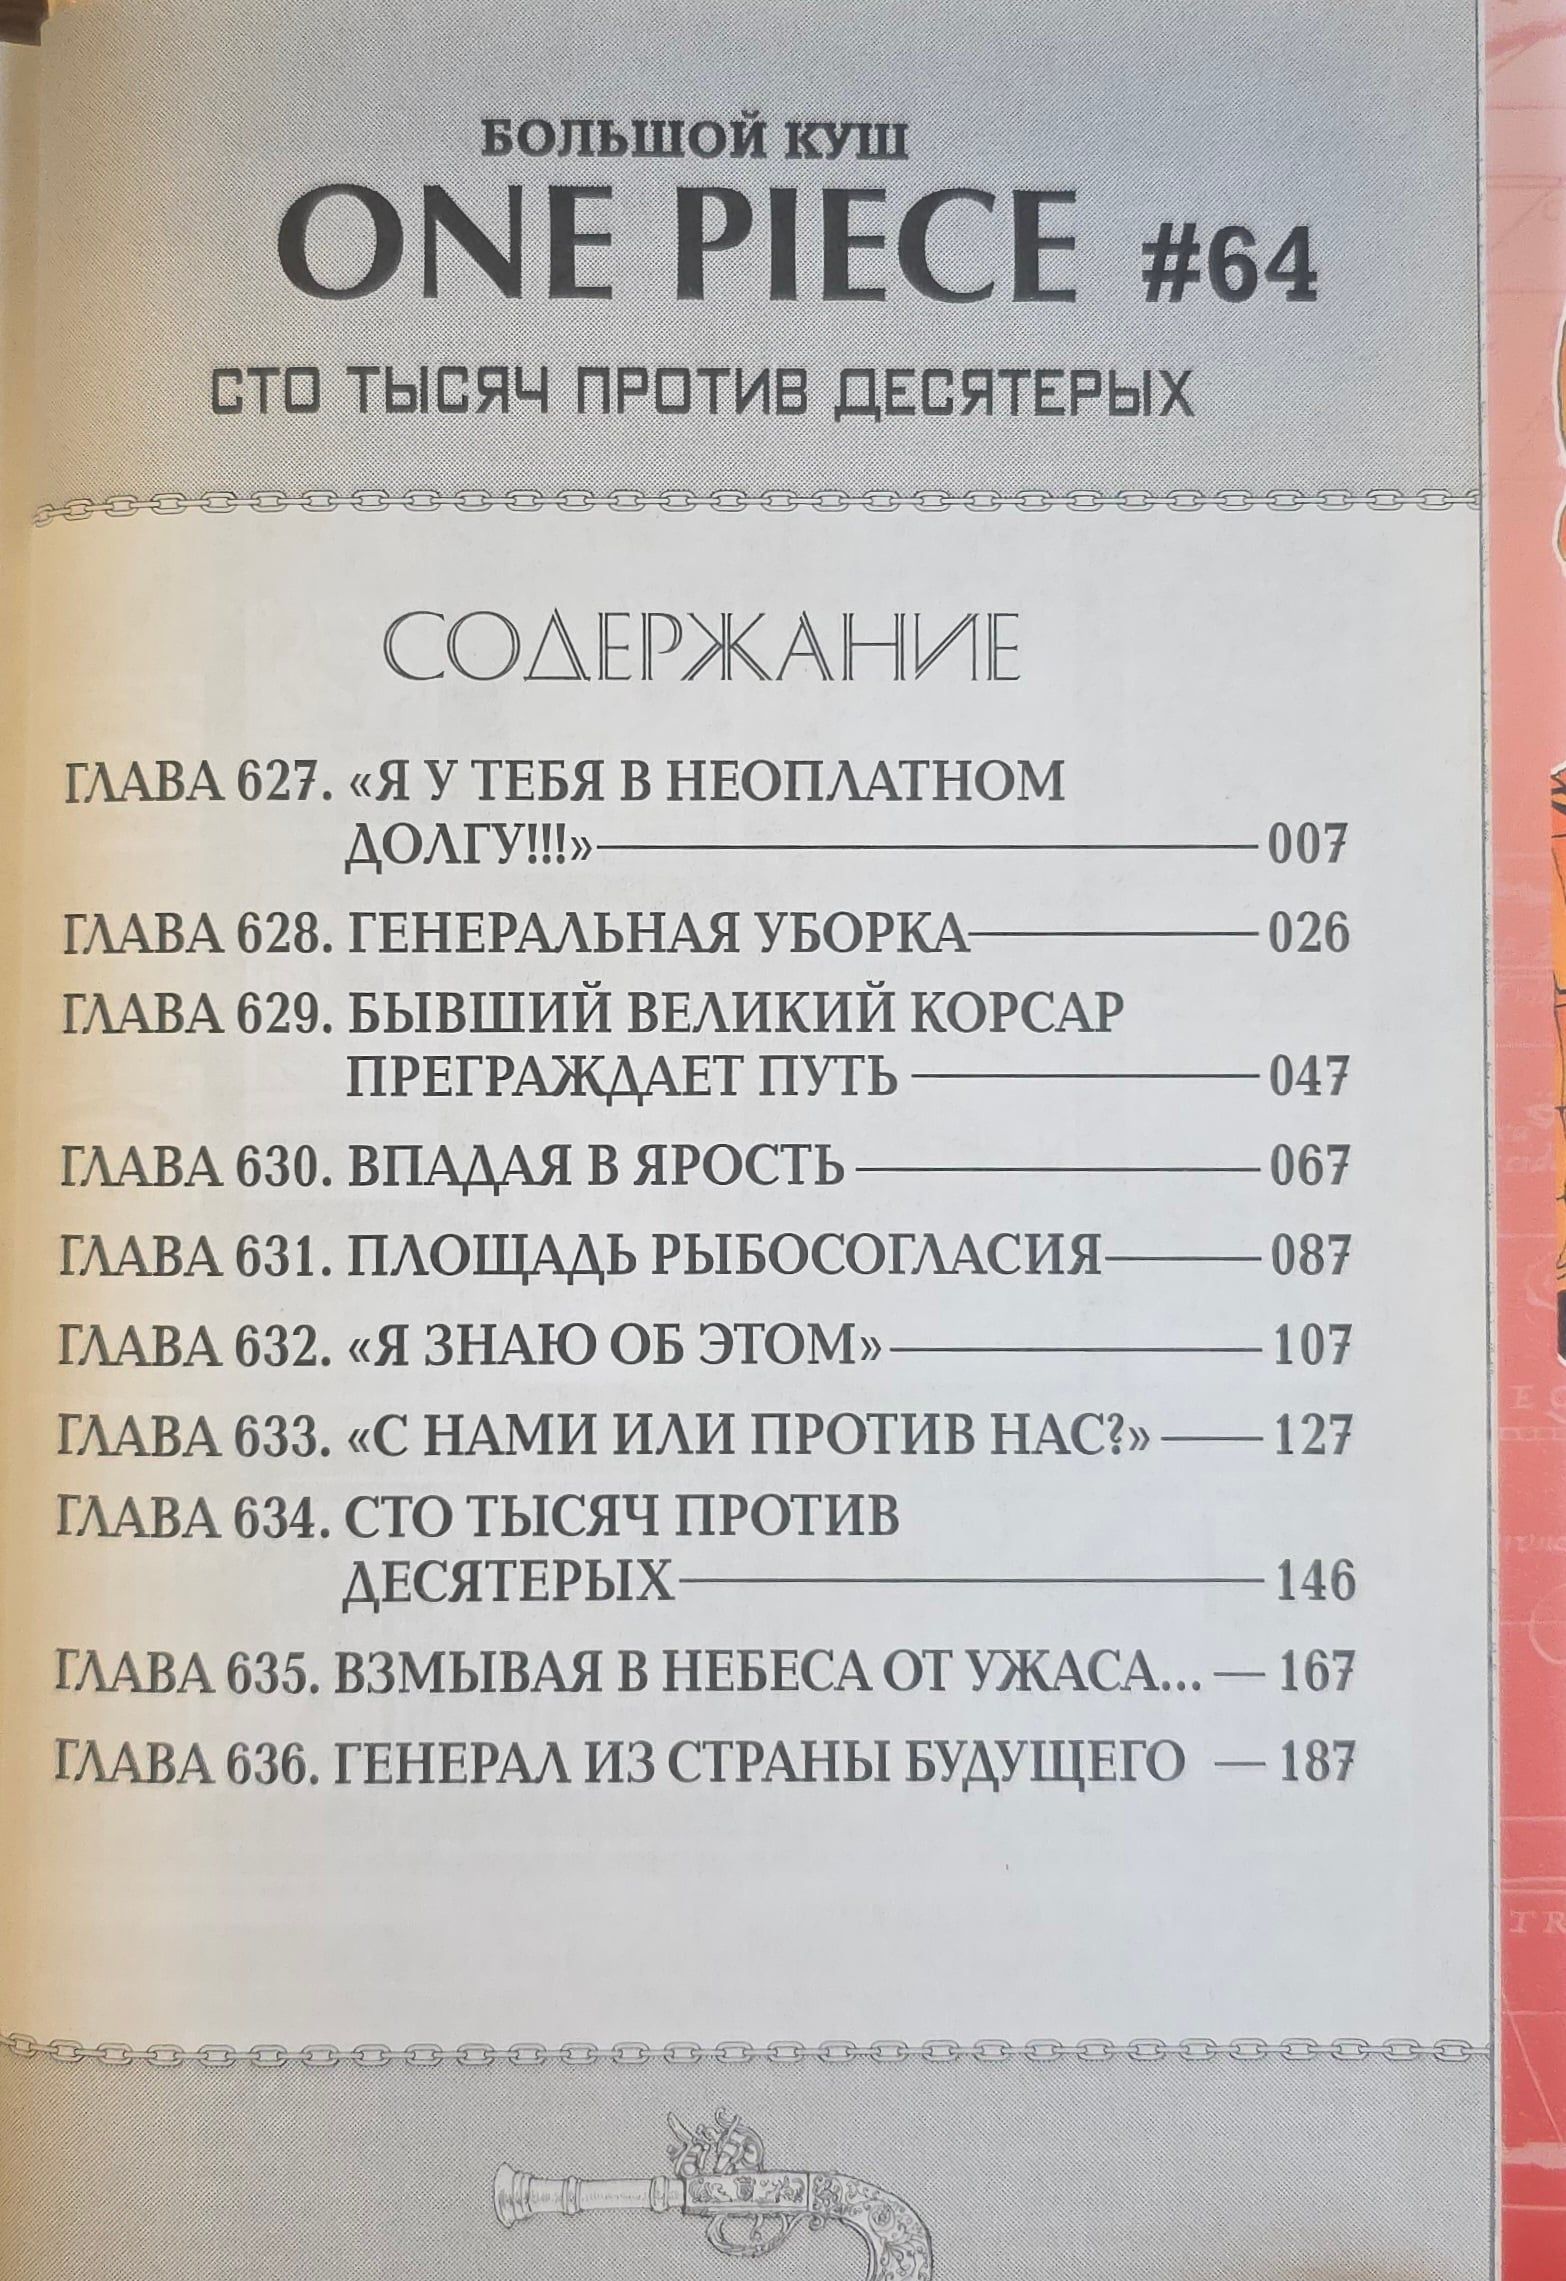 БОЛЬШОЙ КУШ
ONE PIECE #64
СТО ТЫСЯЧ ПРОТИВ ДЕСЯТЕРЫХ
СОДЕРЖАНИЕ
ГЛАВА 627. «Я У ТЕБЯ В НЕОПЛАТНОМ
ДОЛГУ!!!»—007
ГЛАВА 628. ГЕНЕРАЛЬНАЯ УБОРКА—026
ГЛАВА 629. БЫВШИЙ ВЕЛИКИЙ КОРСАР
ПРЕГРАЖДАЕТ ПУТЬ — 047
ГЛАВА 630. ВПАДАЯ В ЯРОСТЬ — 067
ГЛАВА 631. ПЛОЩАДЬ РЫБОСОГЛАСИЯ—087
ГЛАВА 632. «Я ЗНАЮ ОБ ЭТОМ»— 107
ГЛАВА 633. «С НАМИ ИЛИ ПРОТИВ НАС?» — 127
ГЛАВА 634. СТО ТЫСЯЧ ПРОТИВ
ДЕСЯТЕРЫХ— 146
ГЛАВА 635. ВЗМЫВАЯ В НЕБЕСА ОТ УЖАСА... — 167
ГЛАВА 636. ГЕНЕРАЛ ИЗ СТРАНЫ БУДУЩЕГО — 187